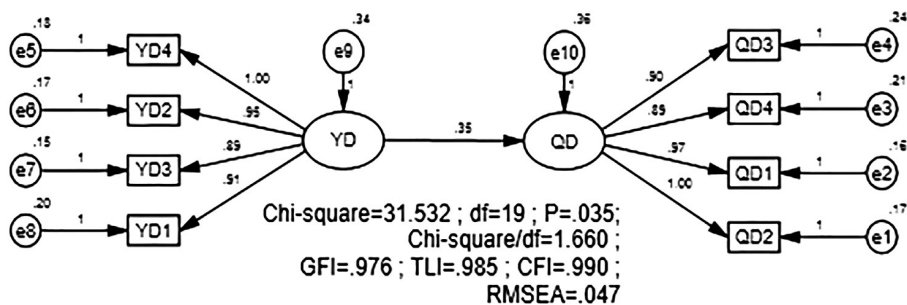 .18 .34 .36 .24
e5 1 YD4 e9 e10 QD3 1 e4
1.00 1 1 .90
.17 .21
e6 1 YD2 .95 .89 QD4 1 e3
YD .35 QD
.15 .89 .97 .16
e7 1 YD3 QD1 1 e2
.91 1.00
.20 .17
e8 1 YD1 QD2 1 e1
Chi-square=31.532 ; df=19 ; P=.035;
Chi-square/df=1.660 ;
GFI=.976 ; TLI=.985 ; CFI=.990 ;
RMSEA=.047